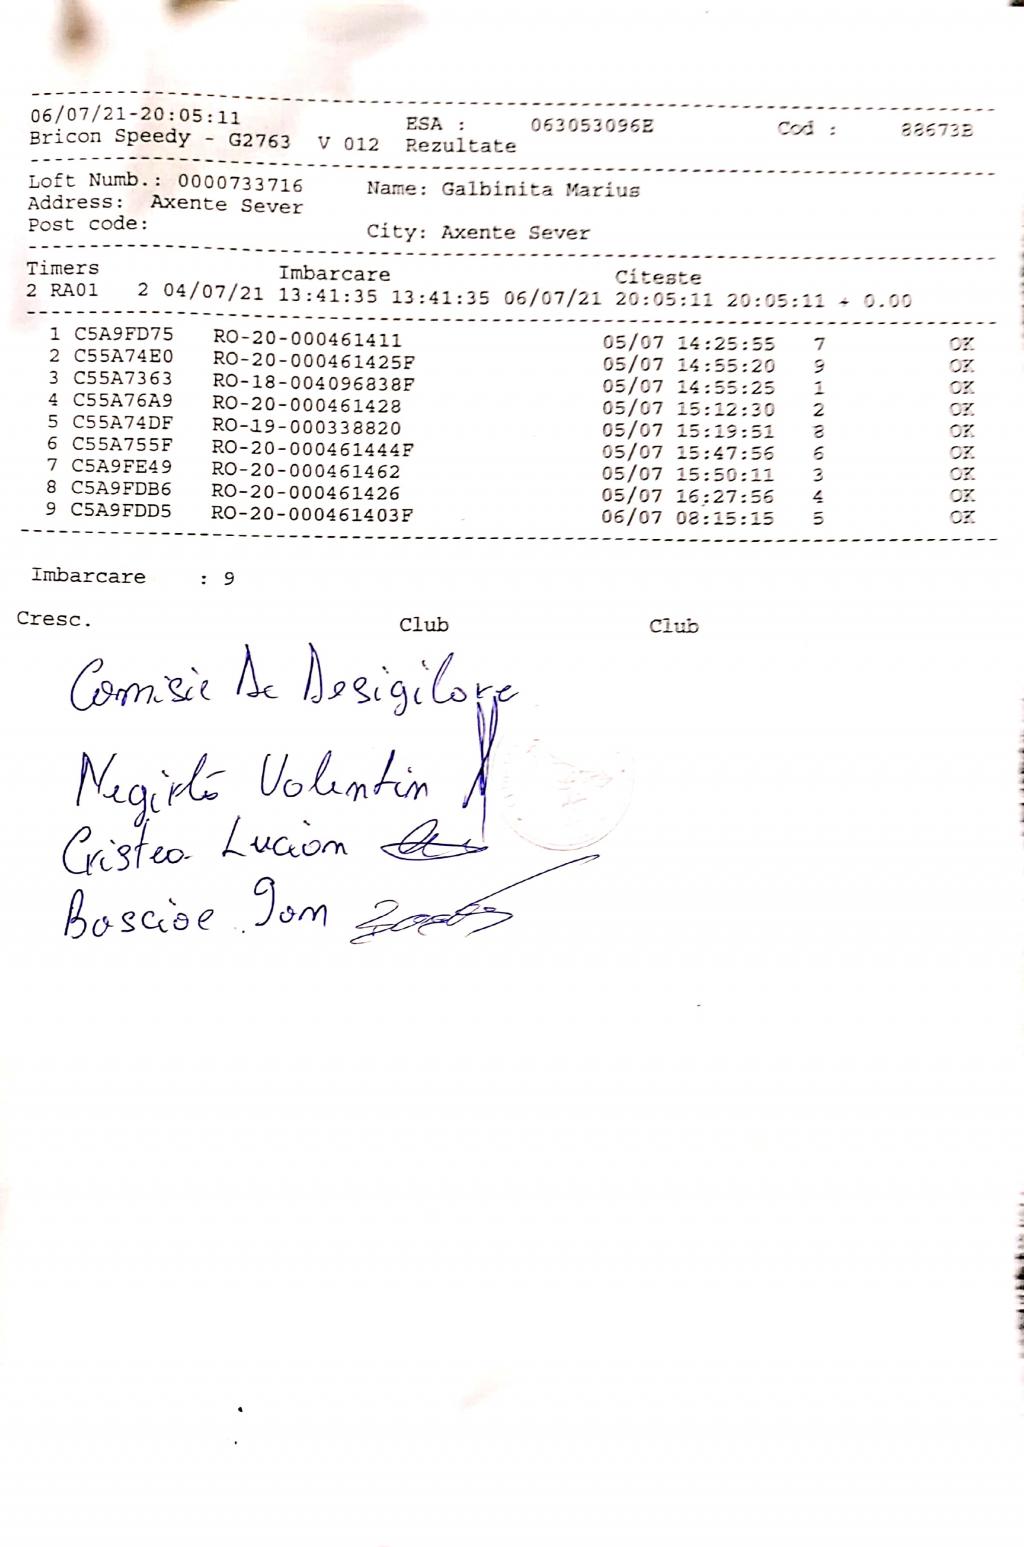 06/07/21-20:05:11 ESA : 063053096E Cod : 88673B
Bricon Speedy - G2763 V 012 Rezultate
Loft Numb.: 0000733716 Name: Galbinita Marius
Address: Axente Sever
Post code: City: Axente Sever
Timers Imbarcare Citeste
2 RA01 2 04/07/21 13:41:35 13:41:35 06/07/21 20:05:11 20:05:11 + 0.00
1 C5A9FD75 RO-20-000461411 05/07 14:25:55 7 OK
2 C55A74E0 RO-20-000461425F 05/07 14:55:20 9 OK
3 C55A7363 RO-18-004096838F 05/07 14:55:25 1 OK
4 C55A76A9 RO-20-000461428 05/07 15:12:30 2 OK
5 C55A74DF RO-19-000338820 05/07 15:19:51 8 OK
6 C55A755F RO-20-000461444F 05/07 15:47:56 6 OK
7 C5A9FE49 RO-20-000461462 05/07 15:50:11 3 OK
8 C5A9FDB6 RO-20-000461426 05/07 16:27:56 4 OK
9 C5A9FDD5 RO-20-000461403F 06/07 08:15:15 5 OK
Imbarcare : 9
Cresc. Club Club
Comisie De Desigilare
Valentin
Cristea Lucian